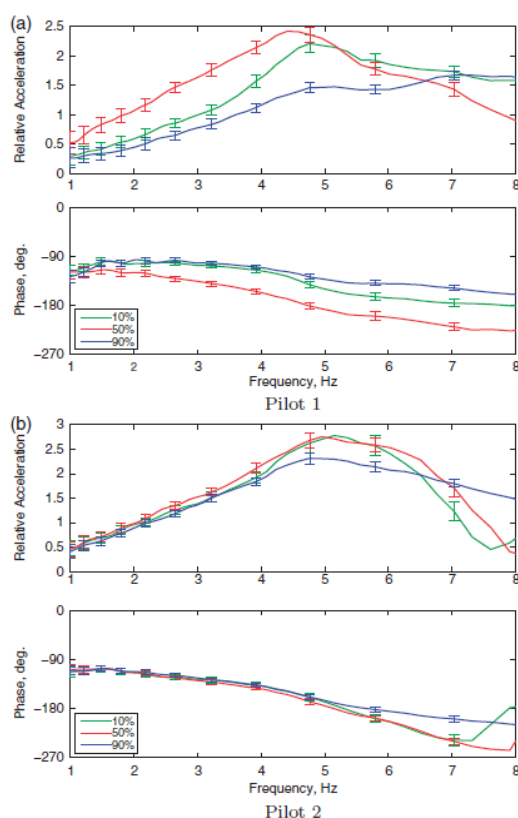 (a)
2.5
2
1.5
1
0.5
0
Relative Acceleration
1 2 3 4 5 6 7 8
0
-90
-180
-270
Phase, deg.
10%
50%
90%
1 2 3 4 5 6 7 8
Frequency, Hz
Pilot 1
(b)
3
2.5
2
1.5
1
0.5
0
Relative Acceleration
1 2 3 4 5 6 7 8
0
-90
-180
-270
Phase, deg.
10%
50%
90%
1 2 3 4 5 6 7 8
Frequency, Hz
Pilot 2